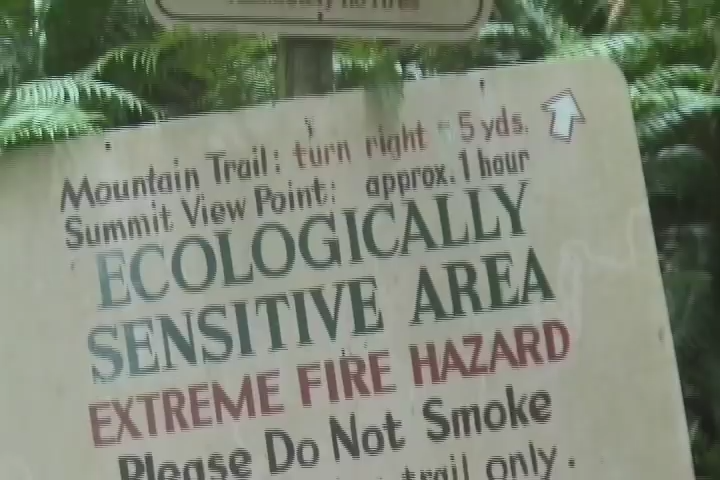 Mountain Trail: turn right 5 yds.
Summit View Point: approx. 1 hour
ECOLOGICALLY
SENSITIVE AREA
EXTREME FIRE HAZARD
Please Do Not Smoke
trail only.